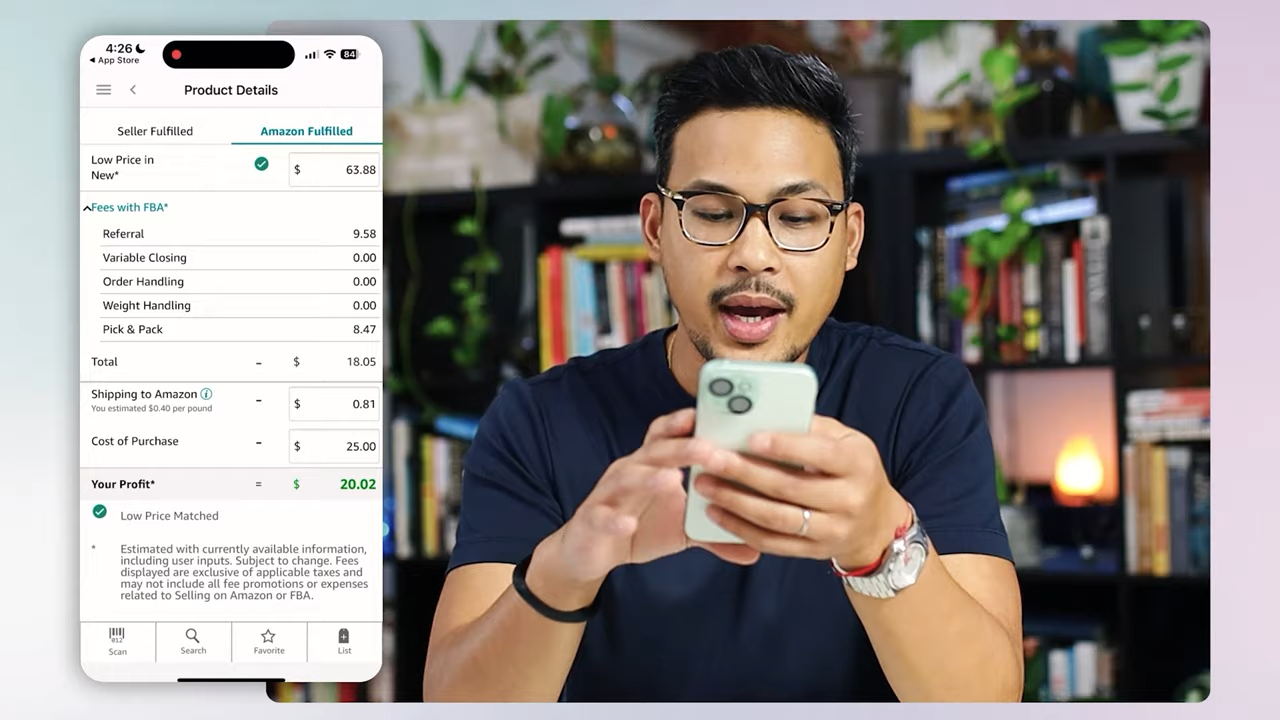 4:26
84
◀ App Store
Product Details
Seller Fulfilled
Amazon Fulfilled
Low Price in
New*
$ 63.88
Fees with FBA*
Referral 9.58
Variable Closing 0.00
Order Handling 0.00
Weight Handling 0.00
Pick & Pack 8.47
Total - $ 18.05
Shipping to Amazon
You estimated $0.40 per pound
- $ 0.81
Cost of Purchase - $ 25.00
Your Profit* = $ 20.02
Low Price Matched
* Estimated with currently available information,
including user inputs. Subject to change. Fees
displayed are exclusive of applicable taxes and
may not include all fee promotions or expenses
related to Selling on Amazon or FBA.
012
Scan
Search
Favorite
List